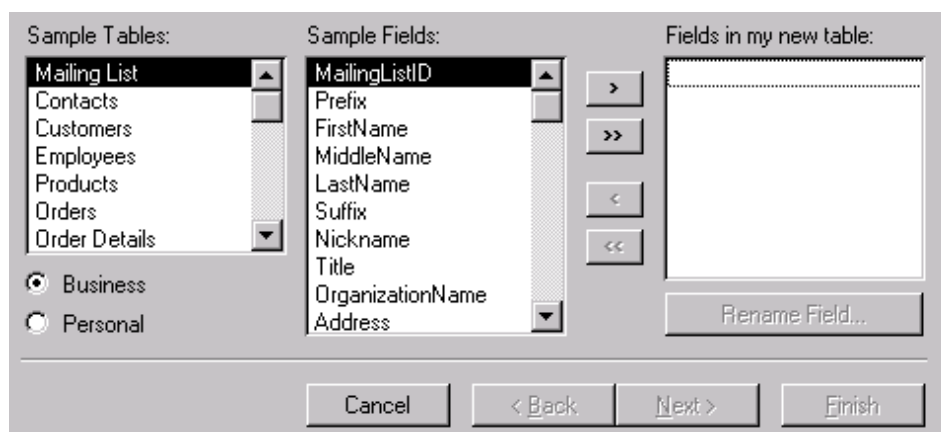 Sample Tables:
Mailing List
Contacts
Customers
Employees
Products
Orders
Order Details
Business
Personal
Sample Fields:
MailingListID
Prefix
FirstName
MiddleName
LastName
Suffix
Nickname
Title
OrganizationName
Address
>
>>
<
<<
Fields in my new table:
Rename Field...
Cancel
< Back
Next >
Finish